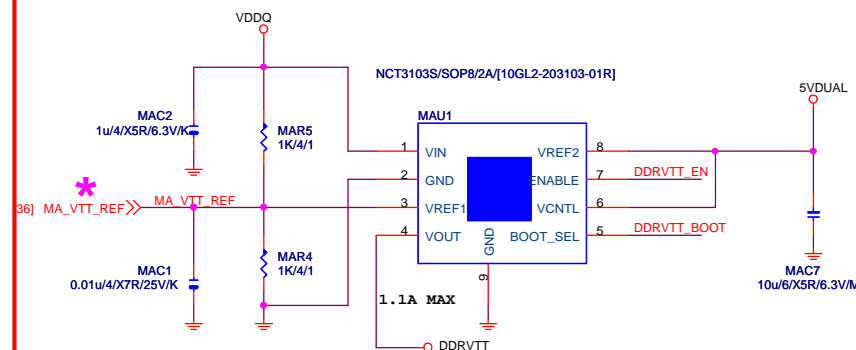 VDDQ
NCT3103S/SOP8/2A/[10GL2-203103-01R]
5VDUAL
MAC2
1u/4/X5R/6.3V/K
MAR5
1K/4/1
MAU1
1 VIN VREF2 8
2 GND ENABLE 7 DDRVTT_EN
*
36] MA_VTT_REF MA_VTT_REF 3 VREF1 VCNTL 6
4 VOUT BOOT_SEL 5 DDRVTT_BOOT
GND
9
MAR4
1K/4/1
MAC1
0.01u/4/X7R/25V/K
MAC7
10u/6/X5R/6.3V/M
1.1A MAX
DDRVTT